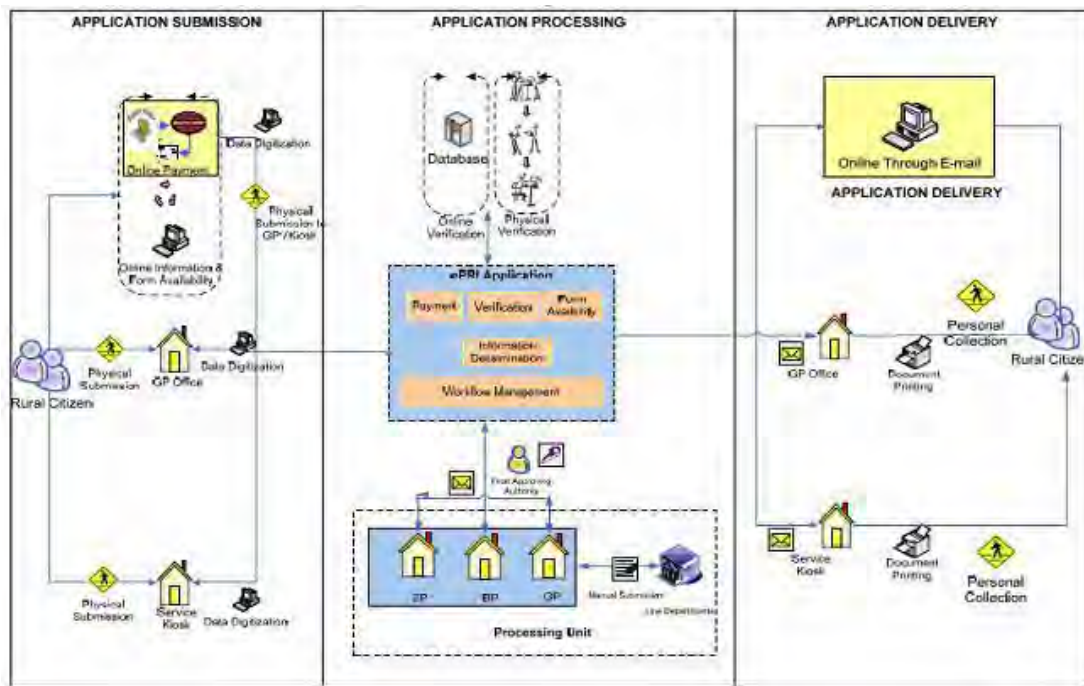 APPLICATION SUBMISSION
APPLICATION PROCESSING
APPLICATION DELIVERY
Online Payment
Data Digitization
Physical
Submission to
GP / Kiosk
Online Information &
Form Availability
Physical
Submission
GP Office
Data Digitization
Rural Citizen
Physical
Submission
Service
Kiosk
Data Digitization
Database
Online
Verification
Physical
Verification
ePRI Application
Payment
Verification
Form
Availability
Information
Workflow Management
Final Approving
Authority
ZP
BP
GP
Manual Submission
Line Departments
Processing Unit
Online Through E-mail
APPLICATION DELIVERY
GP Office
Document
Printing
Personal
Collection
Rural Citizen
Service
Kiosk
Document
Printing
Personal
Collection